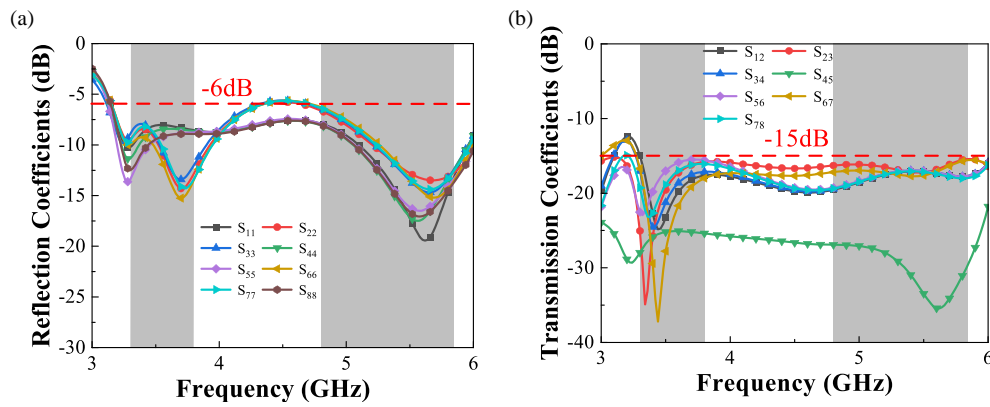 (a)
0
-5
-10
-15
-20
-25
-30
Reflection Coefficients (dB)
-6dB
S11 S22
S33 S44
S55 S66
S77 S88
3 4 5 6
Frequency (GHz)
(b)
0
-10
-20
-30
-40
Transmission Coefficients (dB)
S12 S23
S34 S45
S56 S67
S78
-15dB
3 4 5 6
Frequency (GHz)